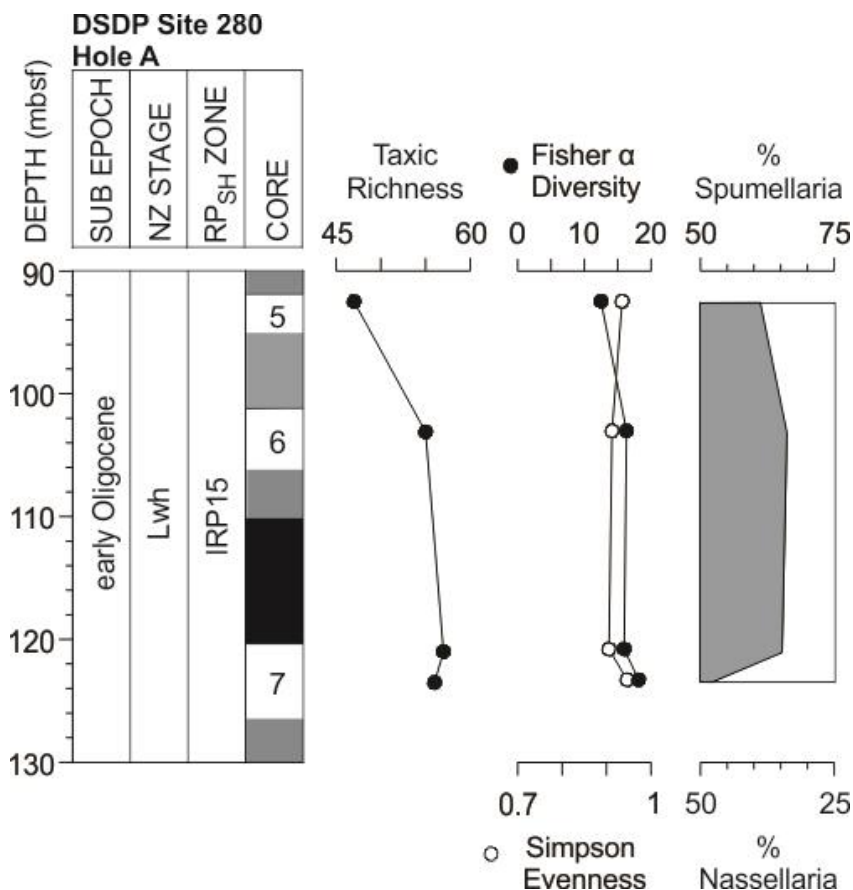 DSDP Site 280
Hole A
DEPTH (mbsf)
SUB EPOCH
NZ STAGE
RPSH ZONE
CORE
Taxic
Richness
45 60
● Fisher α
Diversity
0 10 20
%
Spumellaria
50 75
90
100
110
120
130
early Oligocene
Lwh
IRP15
5
6
7
0.7 1
○ Simpson
Evenness
50 25
%
Nassellaria